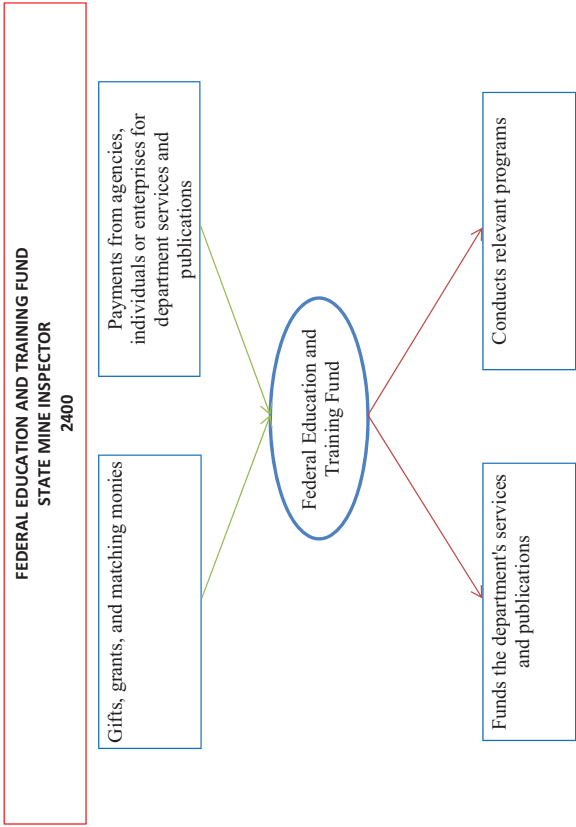 FEDERAL EDUCATION AND TRAINING FUND
STATE MINE INSPECTOR
2400
Gifts, grants, and matching monies
Payments from agencies,
individuals or enterprises for
department services and
publications
Federal Education and
Training Fund
Funds the department's services
and publications
Conducts relevant programs